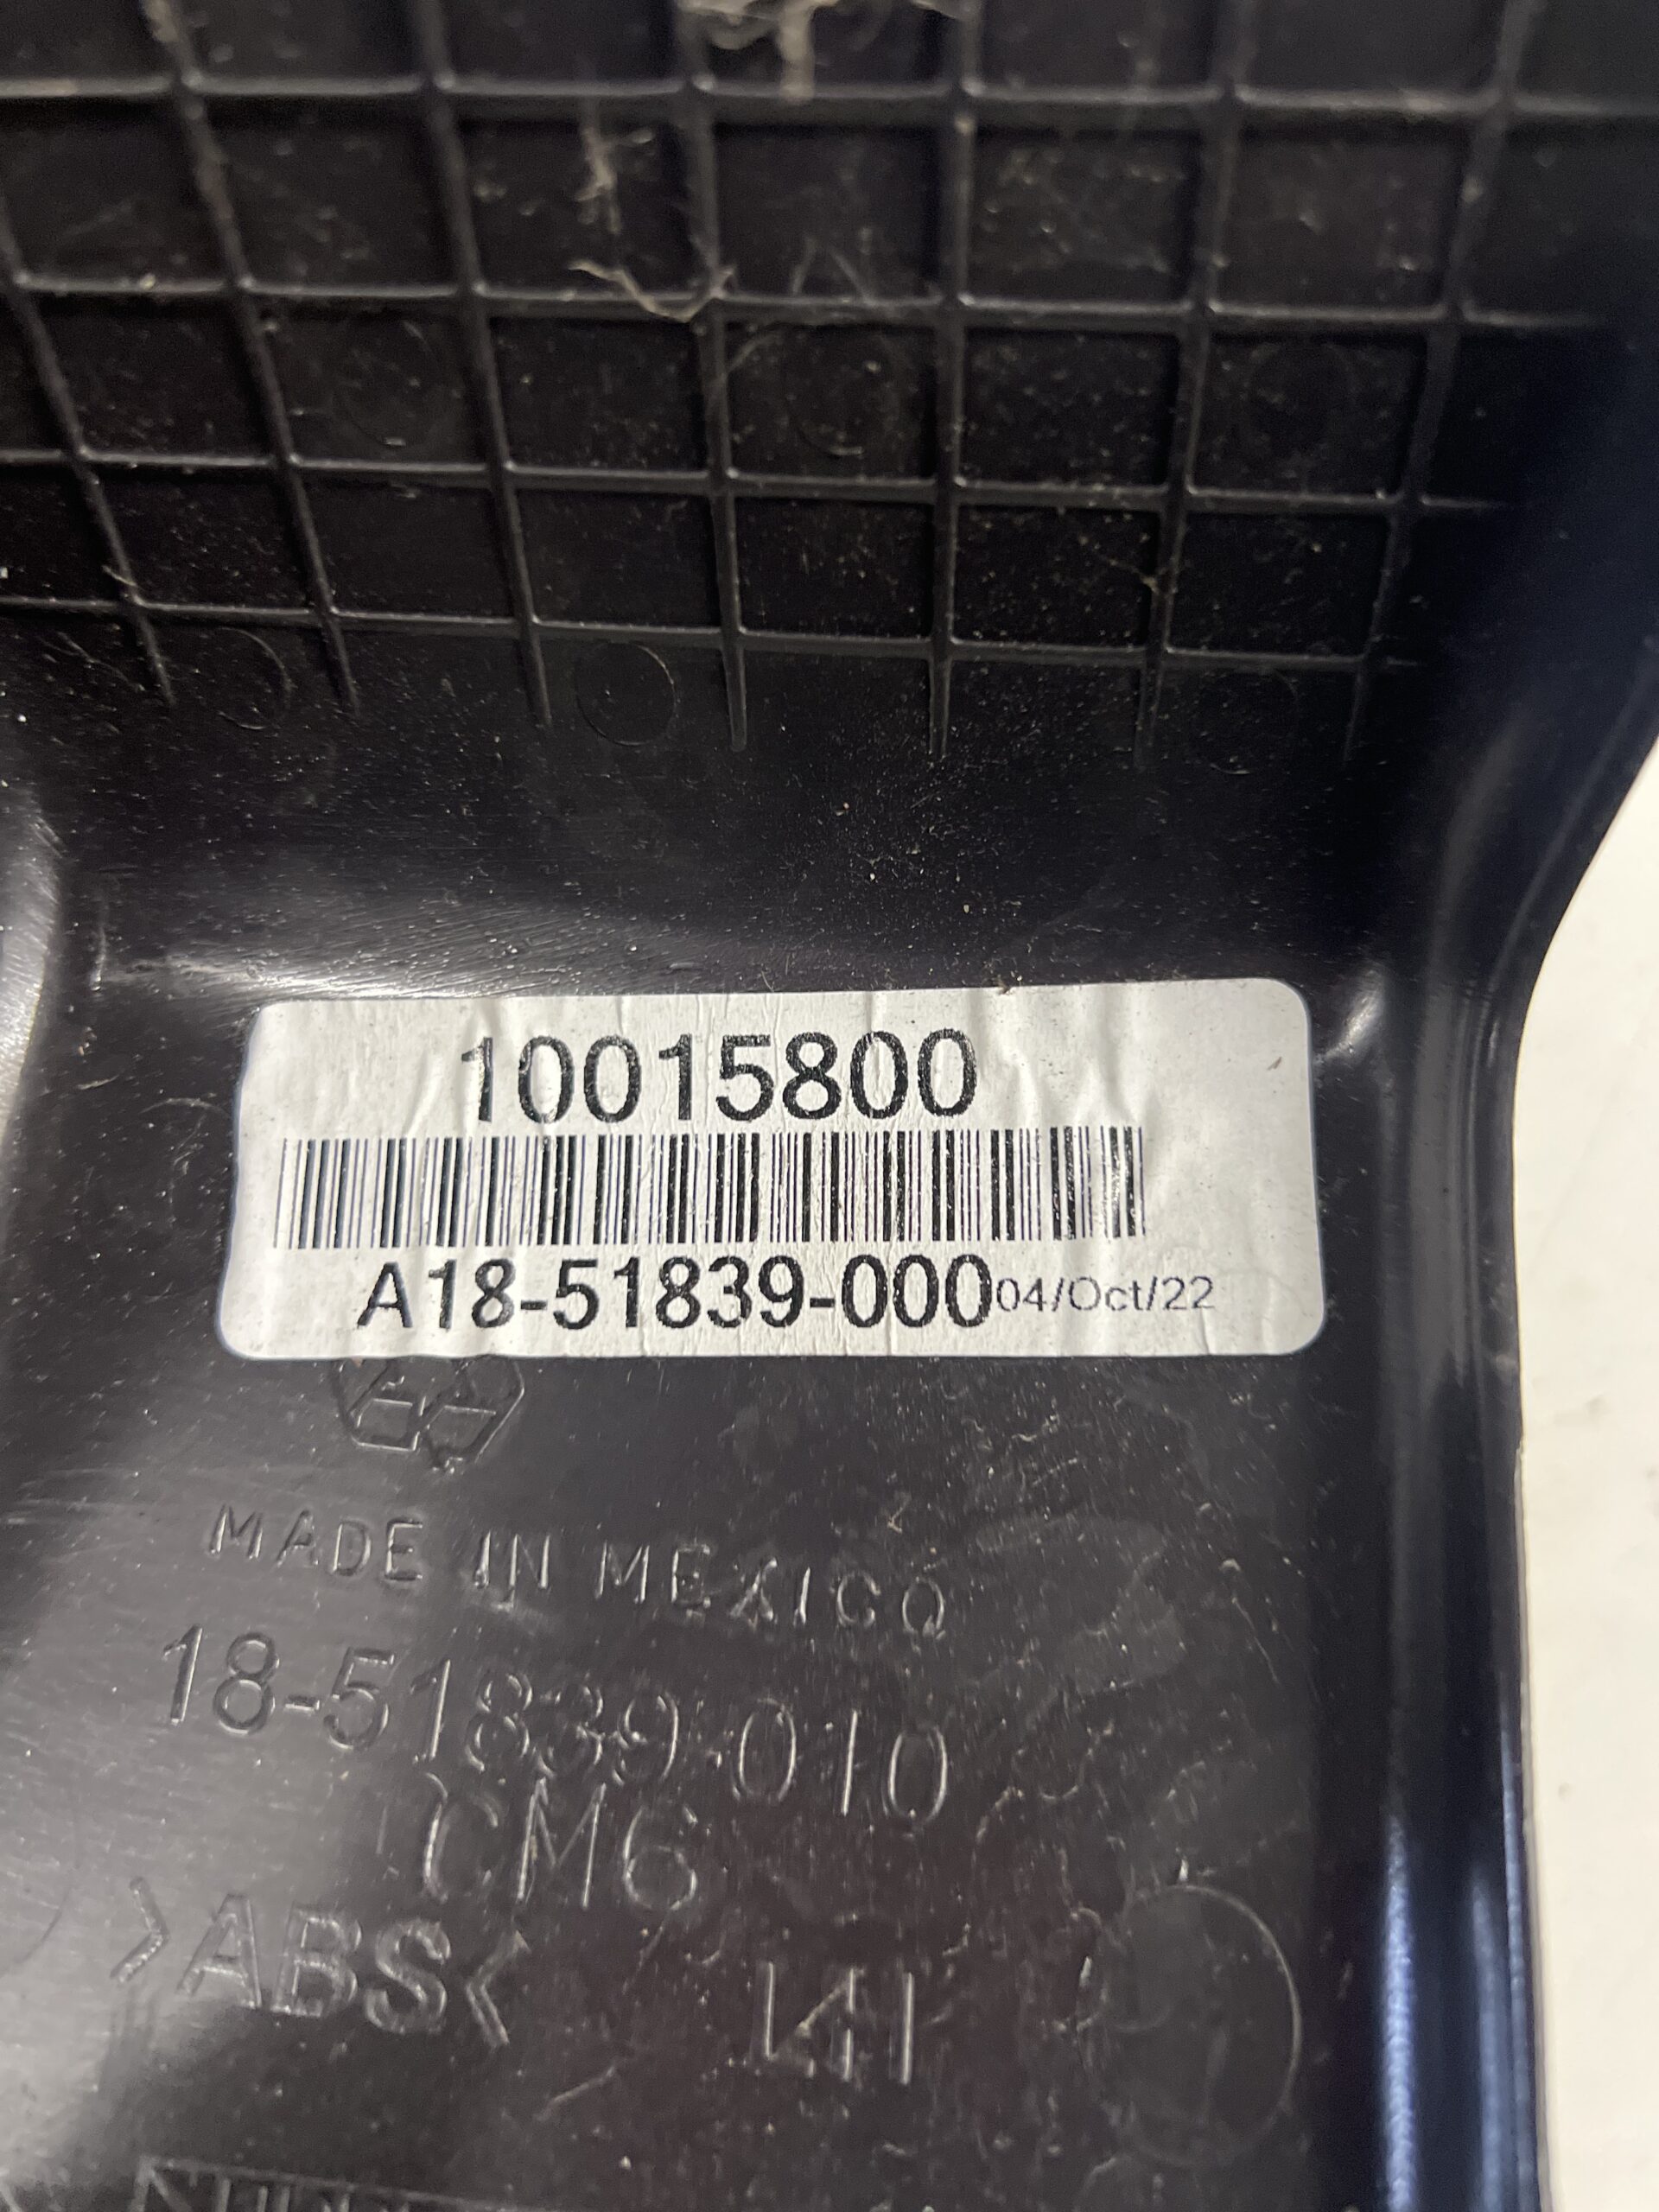 10015800
A18-51839-000 04/Oct/22
MADE IN MEXICO
18-51839-010
CM6
>ABS<